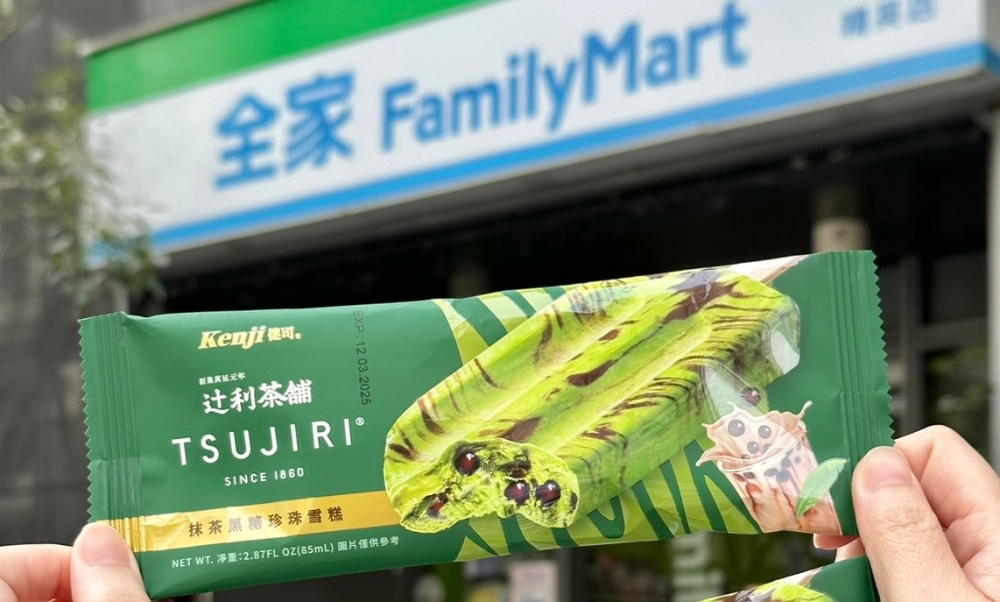 全家 FamilyMart
Kenji 健司®
EXP : 12.03.2025
創業萬延元年
辻利茶舗
TSUJIRI®
SINCE 1860
抹茶黑糖珍珠雪糕
NET WT. 淨重:2.87FL OZ(85mL) 圖片僅供參考